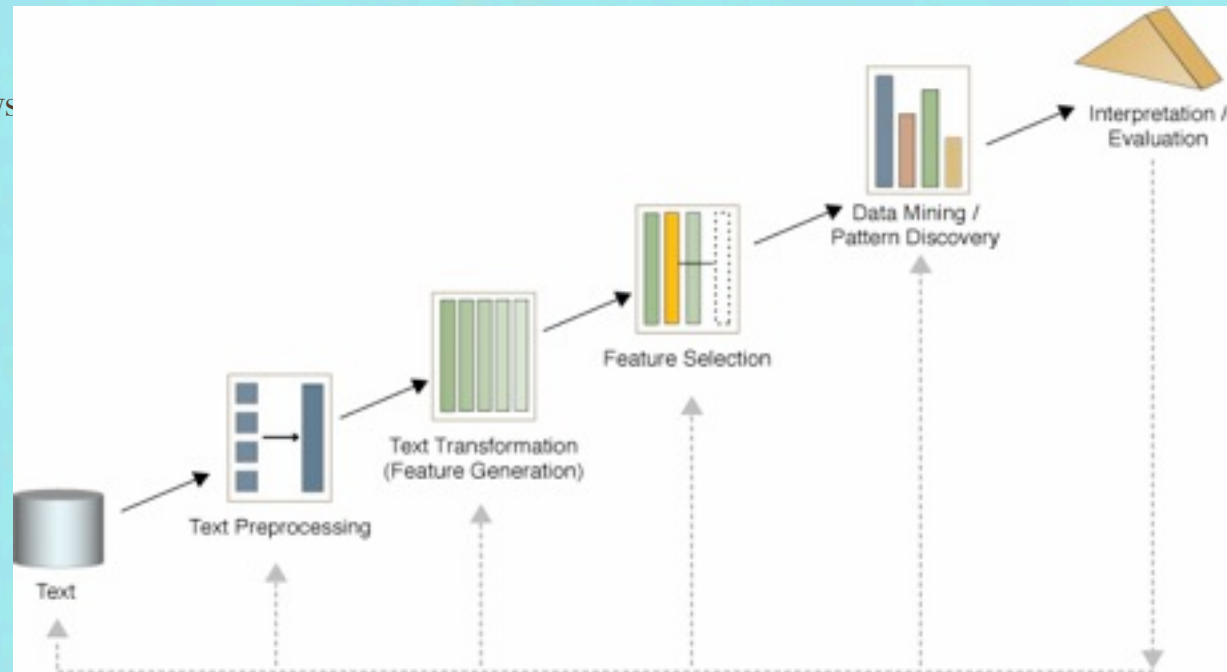 Interpretation /
Evaluation
Data Mining /
Pattern Discovery
Feature Selection
Text Transformation
(Feature Generation)
Text Preprocessing
Text